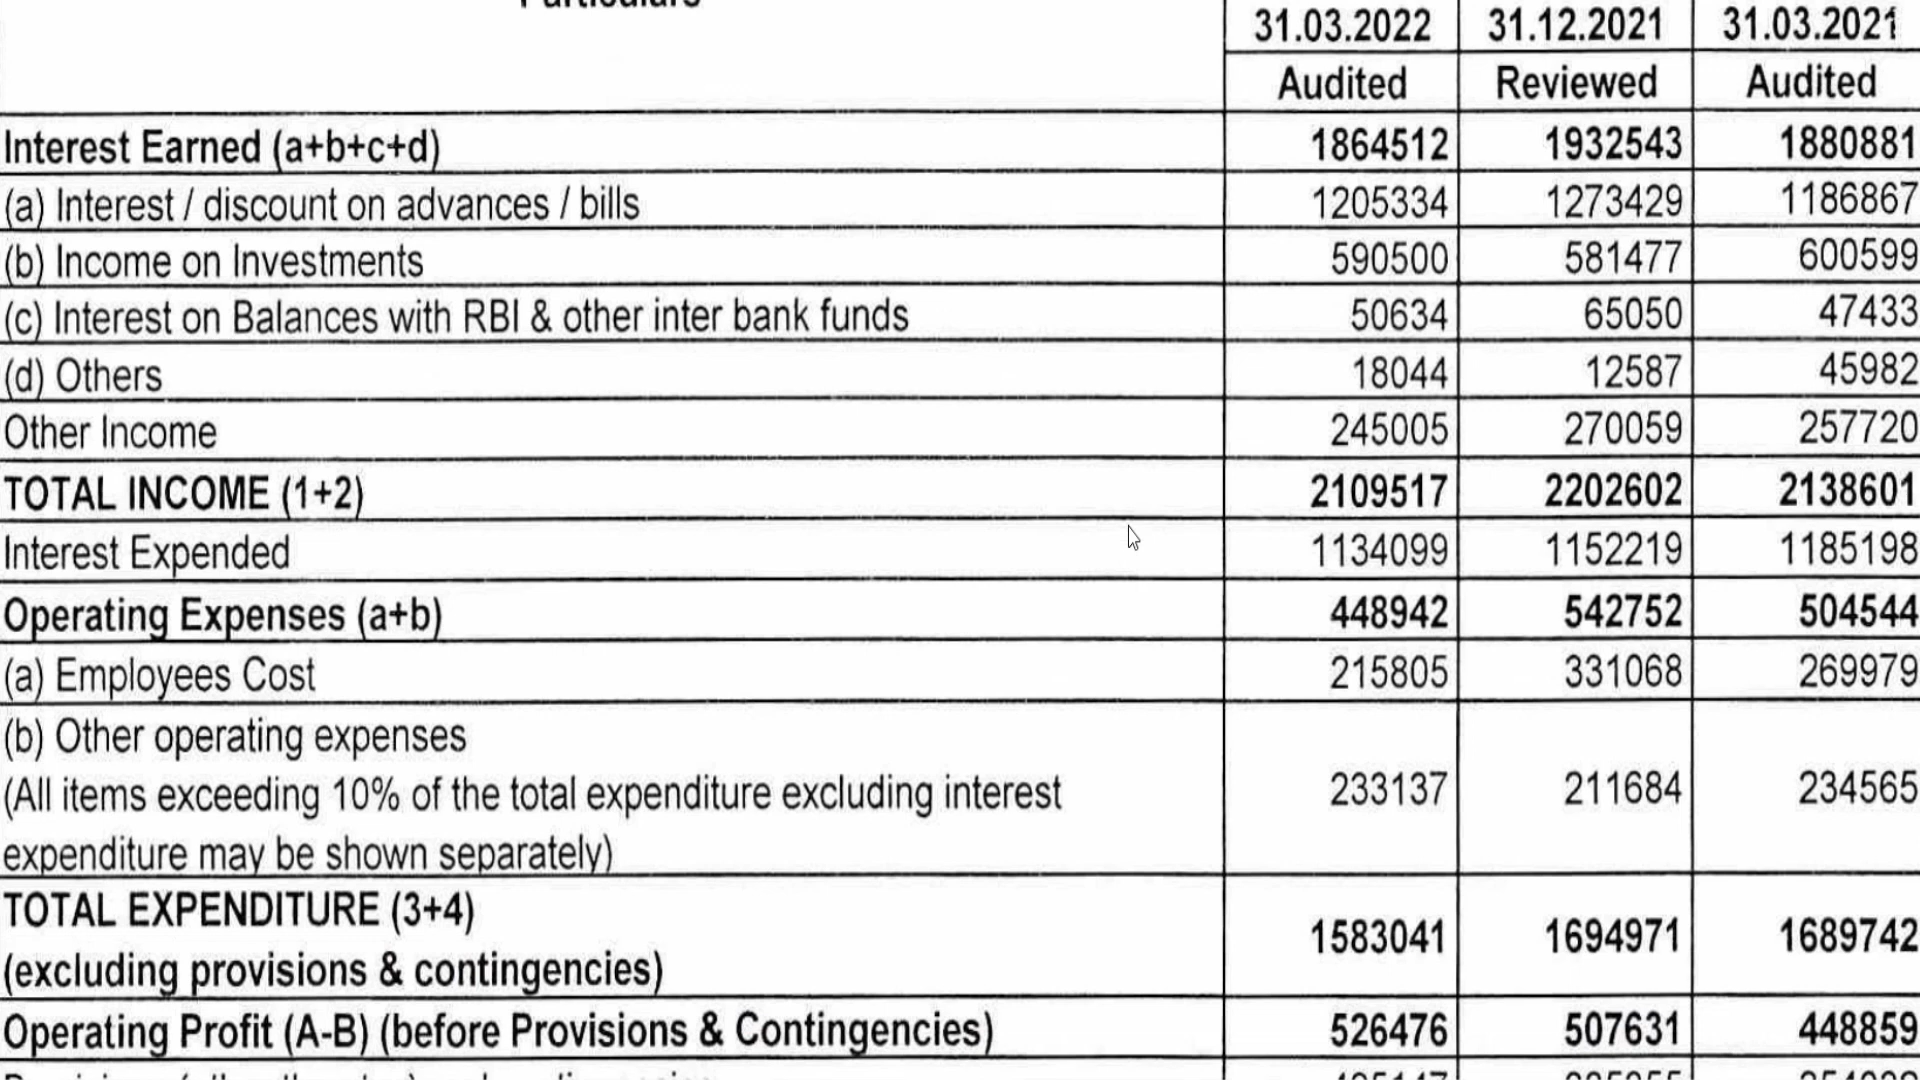 Particulars
31.03.2022 31.12.2021 31.03.2021
Audited Reviewed Audited
Interest Earned (a+b+c+d) 1864512 1932543 1880881
(a) Interest / discount on advances / bills 1205334 1273429 1186867
(b) Income on Investments 590500 581477 600599
(c) Interest on Balances with RBI & other inter bank funds 50634 65050 47433
(d) Others 18044 12587 45982
Other Income 245005 270059 257720
TOTAL INCOME (1+2) 2109517 2202602 2138601
Interest Expended 1134099 1152219 1185198
Operating Expenses (a+b) 448942 542752 504544
(a) Employees Cost 215805 331068 269979
(b) Other operating expenses
(All items exceeding 10% of the total expenditure excluding interest 233137 211684 234565
expenditure may be shown separately)
TOTAL EXPENDITURE (3+4)
(excluding provisions & contingencies) 1583041 1694971 1689742
Operating Profit (A-B) (before Provisions & Contingencies) 526476 507631 448859